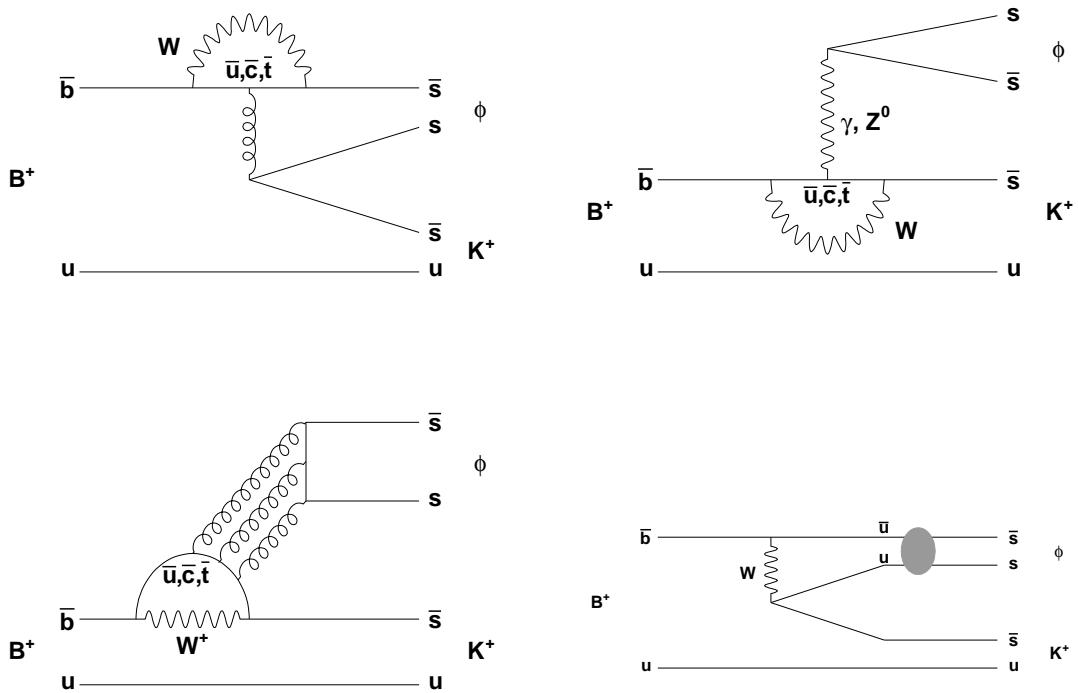 W
u̅,c̅,t̅
b̅ s̅
s ϕ
B⁺
s̅
K⁺
u u
s
ϕ
s̅
γ, Z⁰
b̅ s̅
u̅,c̅,t̅
B⁺ K⁺
W
u u
s̅
ϕ
s
u̅,c̅,t̅
b̅ s̅
W⁺
B⁺ K⁺
u u
b̅ u̅ s̅
u s ϕ
W
B⁺
s̅
K⁺
u u